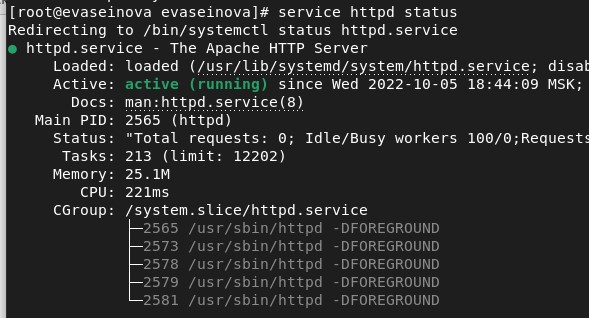 [root@evaseinova evaseinova]# service httpd status
Redirecting to /bin/systemctl status httpd.service
● httpd.service - The Apache HTTP Server
Loaded: loaded (/usr/lib/systemd/system/httpd.service; disab
Active: active (running) since Wed 2022-10-05 18:44:09 MSK;
Docs: man:httpd.service(8)
Main PID: 2565 (httpd)
Status: "Total requests: 0; Idle/Busy workers 100/0;Requests
Tasks: 213 (limit: 12202)
Memory: 25.1M
CPU: 221ms
CGroup: /system.slice/httpd.service
├─2565 /usr/sbin/httpd -DFOREGROUND
├─2573 /usr/sbin/httpd -DFOREGROUND
├─2578 /usr/sbin/httpd -DFOREGROUND
├─2579 /usr/sbin/httpd -DFOREGROUND
└─2581 /usr/sbin/httpd -DFOREGROUND